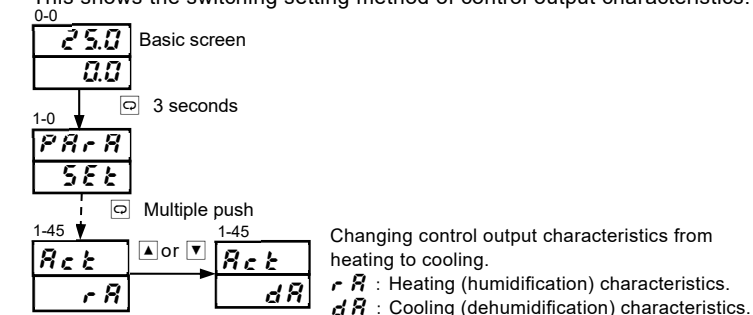 This shows the switching setting method of control output characteristics.
0-0
25.0 Basic screen
0.0
3 seconds
1-0
PArA
SEt
Multiple push
1-45 1-45
Act ▲ or ▼ Act
rA dA
Changing control output characteristics from
heating to cooling.
rA : Heating (humidification) characteristics.
dA : Cooling (dehumidification) characteristics.